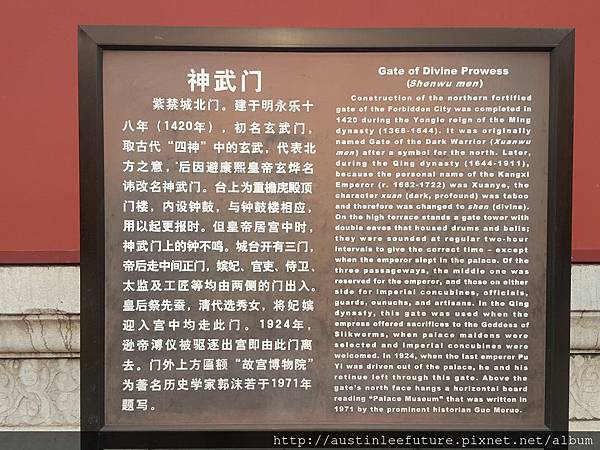 神武门
紫禁城北门。建于明永乐十
八年（1420年），初名玄武门，
取古代“四神”中的玄武，代表北
方之意，后因避康熙皇帝玄烨名
讳改名神武门。台上为重檐庑殿顶
门楼，内设钟鼓，与钟鼓楼相应，
用以起更报时。但皇帝居宫中时，
神武门上的钟不鸣。城台开有三门，
帝后走中间正门，嫔妃、官吏、侍卫、
太监及工匠等均由两侧的门出入。
皇后祭先蚕，清代选秀女，将妃嫔
迎入宫中均走此门。1924年，
逊帝溥仪被驱逐出宫即由此门离
去。门外上方匾额“故宫博物院”
为著名历史学家郭沫若于1971年
题写。
Gate of Divine Prowess
(Shenwu men)
Construction of the northern fortified
gate of the Forbidden City was completed in
1420 during the Yongle reign of the Ming
dynasty (1368-1644). It was originally
named Gate of the Dark Warrior (Xuanwu
men) after a symbol for the north. Later,
during the Qing dynasty (1644-1911),
because the personal name of the Kangxi
Emperor (r. 1662-1722) was Xuanye, the
character xuan (dark, profound) was taboo
and therefore was changed to shen (divine).
On the high terrace stands a gate tower with
double eaves that housed drums and bells;
they were sounded at regular two-hour
intervals to give the correct time – except
when the emperor slept in the palace. Of the
three passageways, the middle one was
reserved for the emperor, and those on either
side for imperial concubines, officials,
guards, eunuchs, and artisans. In the Qing
dynasty, this gate was used when the
empress offered sacrifices to the Goddess of
Silkworms, when palace maidens were
selected and imperial concubines were
welcomed. In 1924, when the last emperor Pu
Yi was driven out of the palace, he and his
retinue left through this gate. Above the
gate's north face hangs a horizontal board
reading "Palace Museum" that was written in
1971 by the prominent historian Guo Moruo.
http://austinleefuture.pixnet.net/album